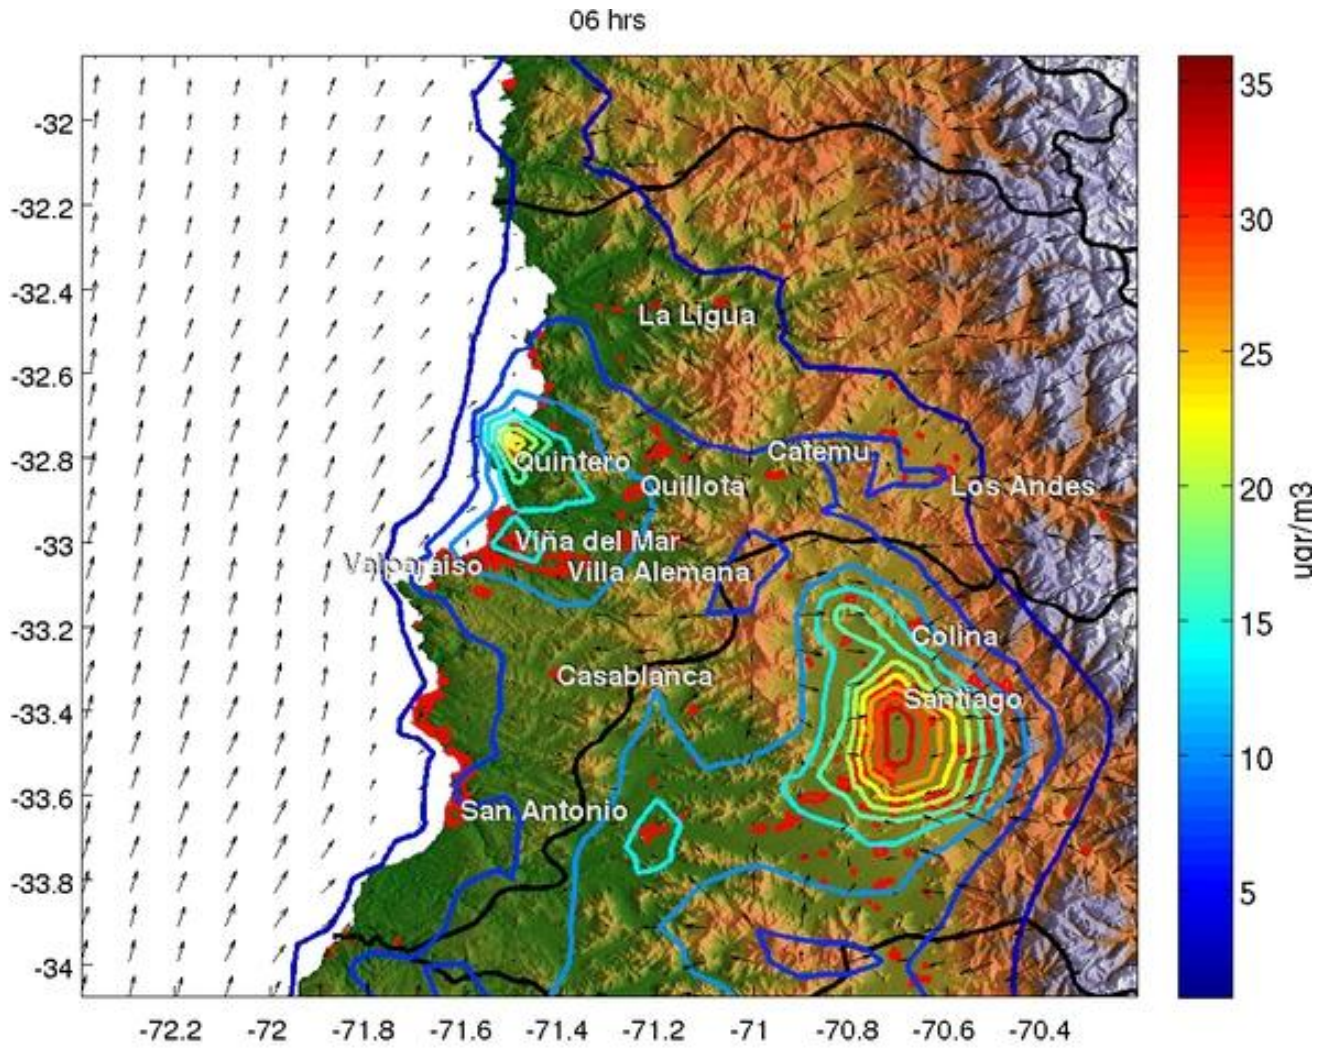 06 hrs
35
30
25
20
15
10
5
ugr/m3
-32
-32.2
-32.4
-32.6
-32.8
-33
-33.2
-33.4
-33.6
-33.8
-34
La Ligua
Catemu
Quintero
Quillota
Los Andes
Viña del Mar
Valparaiso
Villa Alemana
Colina
Casablanca
Santiago
San Antonio
-72.2
-72
-71.8
-71.6
-71.4
-71.2
-71
-70.8
-70.6
-70.4